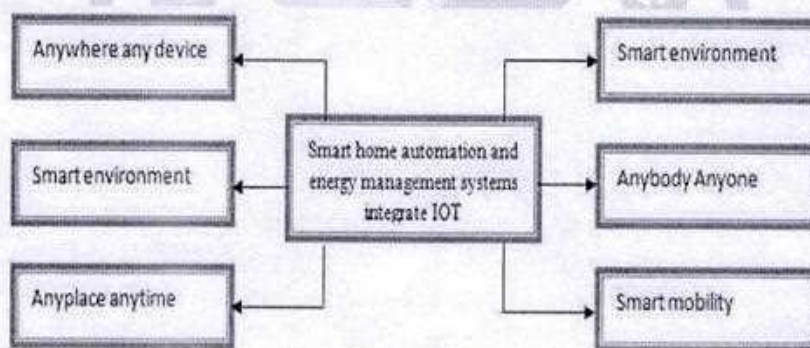 Anywhere any device
Smart environment
Anyplace anytime
Smart home automation and
energy management systems
integrate IOT
Smart environment
Anybody Anyone
Smart mobility